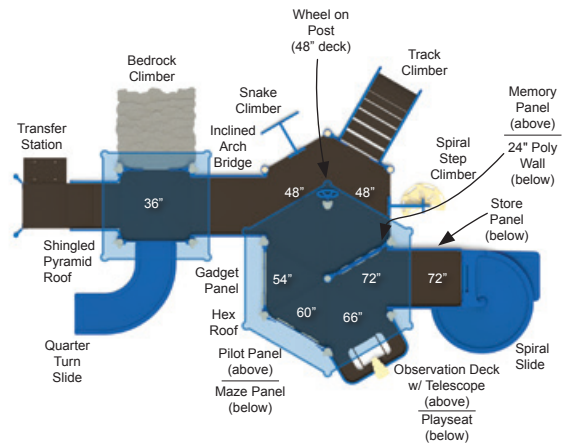 Wheel on
Post
(48" deck)
Bedrock
Climber
Track
Climber
Snake
Climber
Memory
Panel
(above)
24" Poly
Wall
(below)
Transfer
Station
Inclined
Arch
Bridge
Spiral
Step
Climber
Store
Panel
(below)
36"
48"
48"
Shingled
Pyramid
Roof
Gadget
Panel
54"
72"
72"
60"
66"
Hex
Roof
Quarter
Turn
Slide
Pilot Panel
(above)
Maze Panel
(below)
Observation Deck
w/ Telescope
(above)
Playseat
(below)
Spiral
Slide